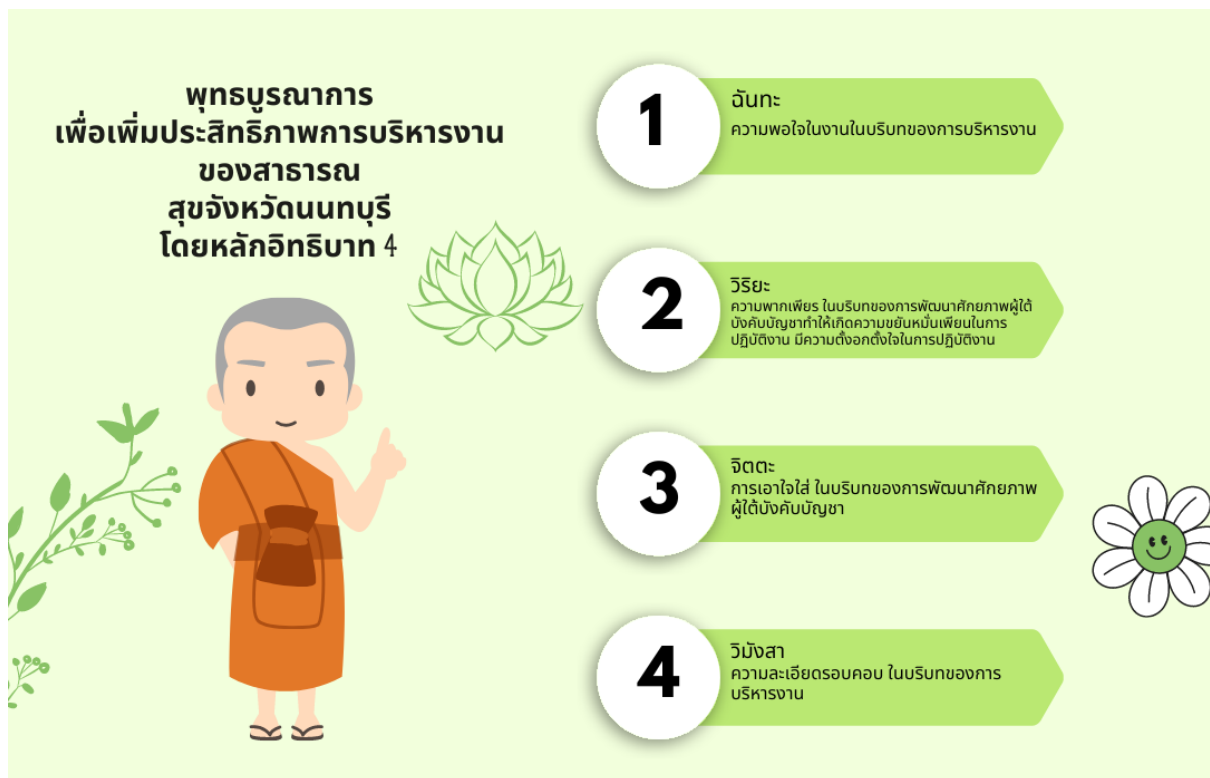 พุทธบูรณาการ
เพื่อเพิ่มประสิทธิภาพการบริหารงาน
ของสาธารณ
สุขจังหวัดนนทบุรี
โดยหลักอิทธิบาท 4
1
ฉันทะ
ความพอใจในงานในบริบทของการบริหารงาน
2
วิริยะ
ความพากเพียร ในบริบทของการพัฒนาศักยภาพผู้ใต้
บังคับบัญชาทำให้เกิดความขยันหมั่นเพียนในการ
ปฏิบัติงาน มีความตั้งอกตั้งใจในการปฏิบัติงาน
3
จิตตะ
การเอาใจใส่ ในบริบทของการพัฒนาศักยภาพ
ผู้ใต้บังคับบัญชา
4
วิมังสา
ความละเอียดรอบคอบ ในบริบทของการ
บริหารงาน